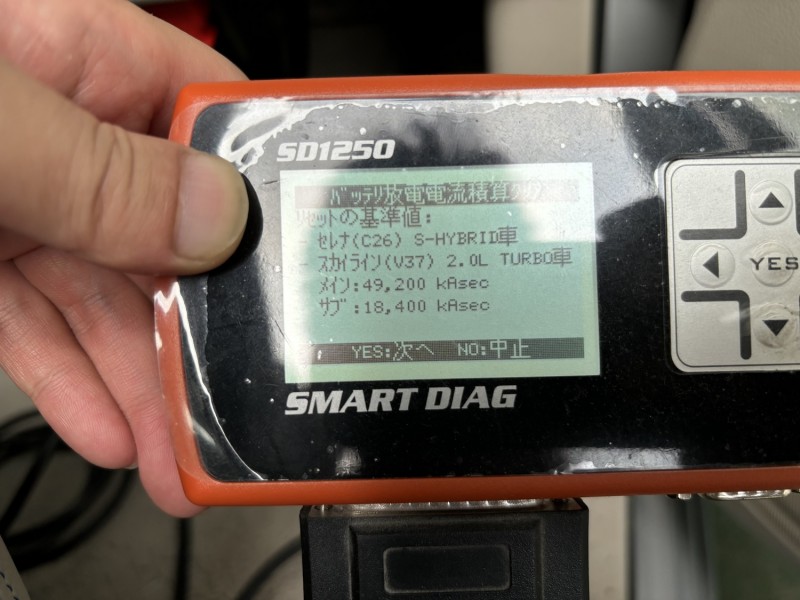 SD1250
バッテリ放電電流積算クリア
リセットの基準値:
- セレナ(C26) S-HYBRID車
- スカイライン(V37) 2.0L TURBO車
メイン:49,200 kAsec
サブ :18,400 kAsec
YES:次へ NO:中止
YES
SMART DIAG